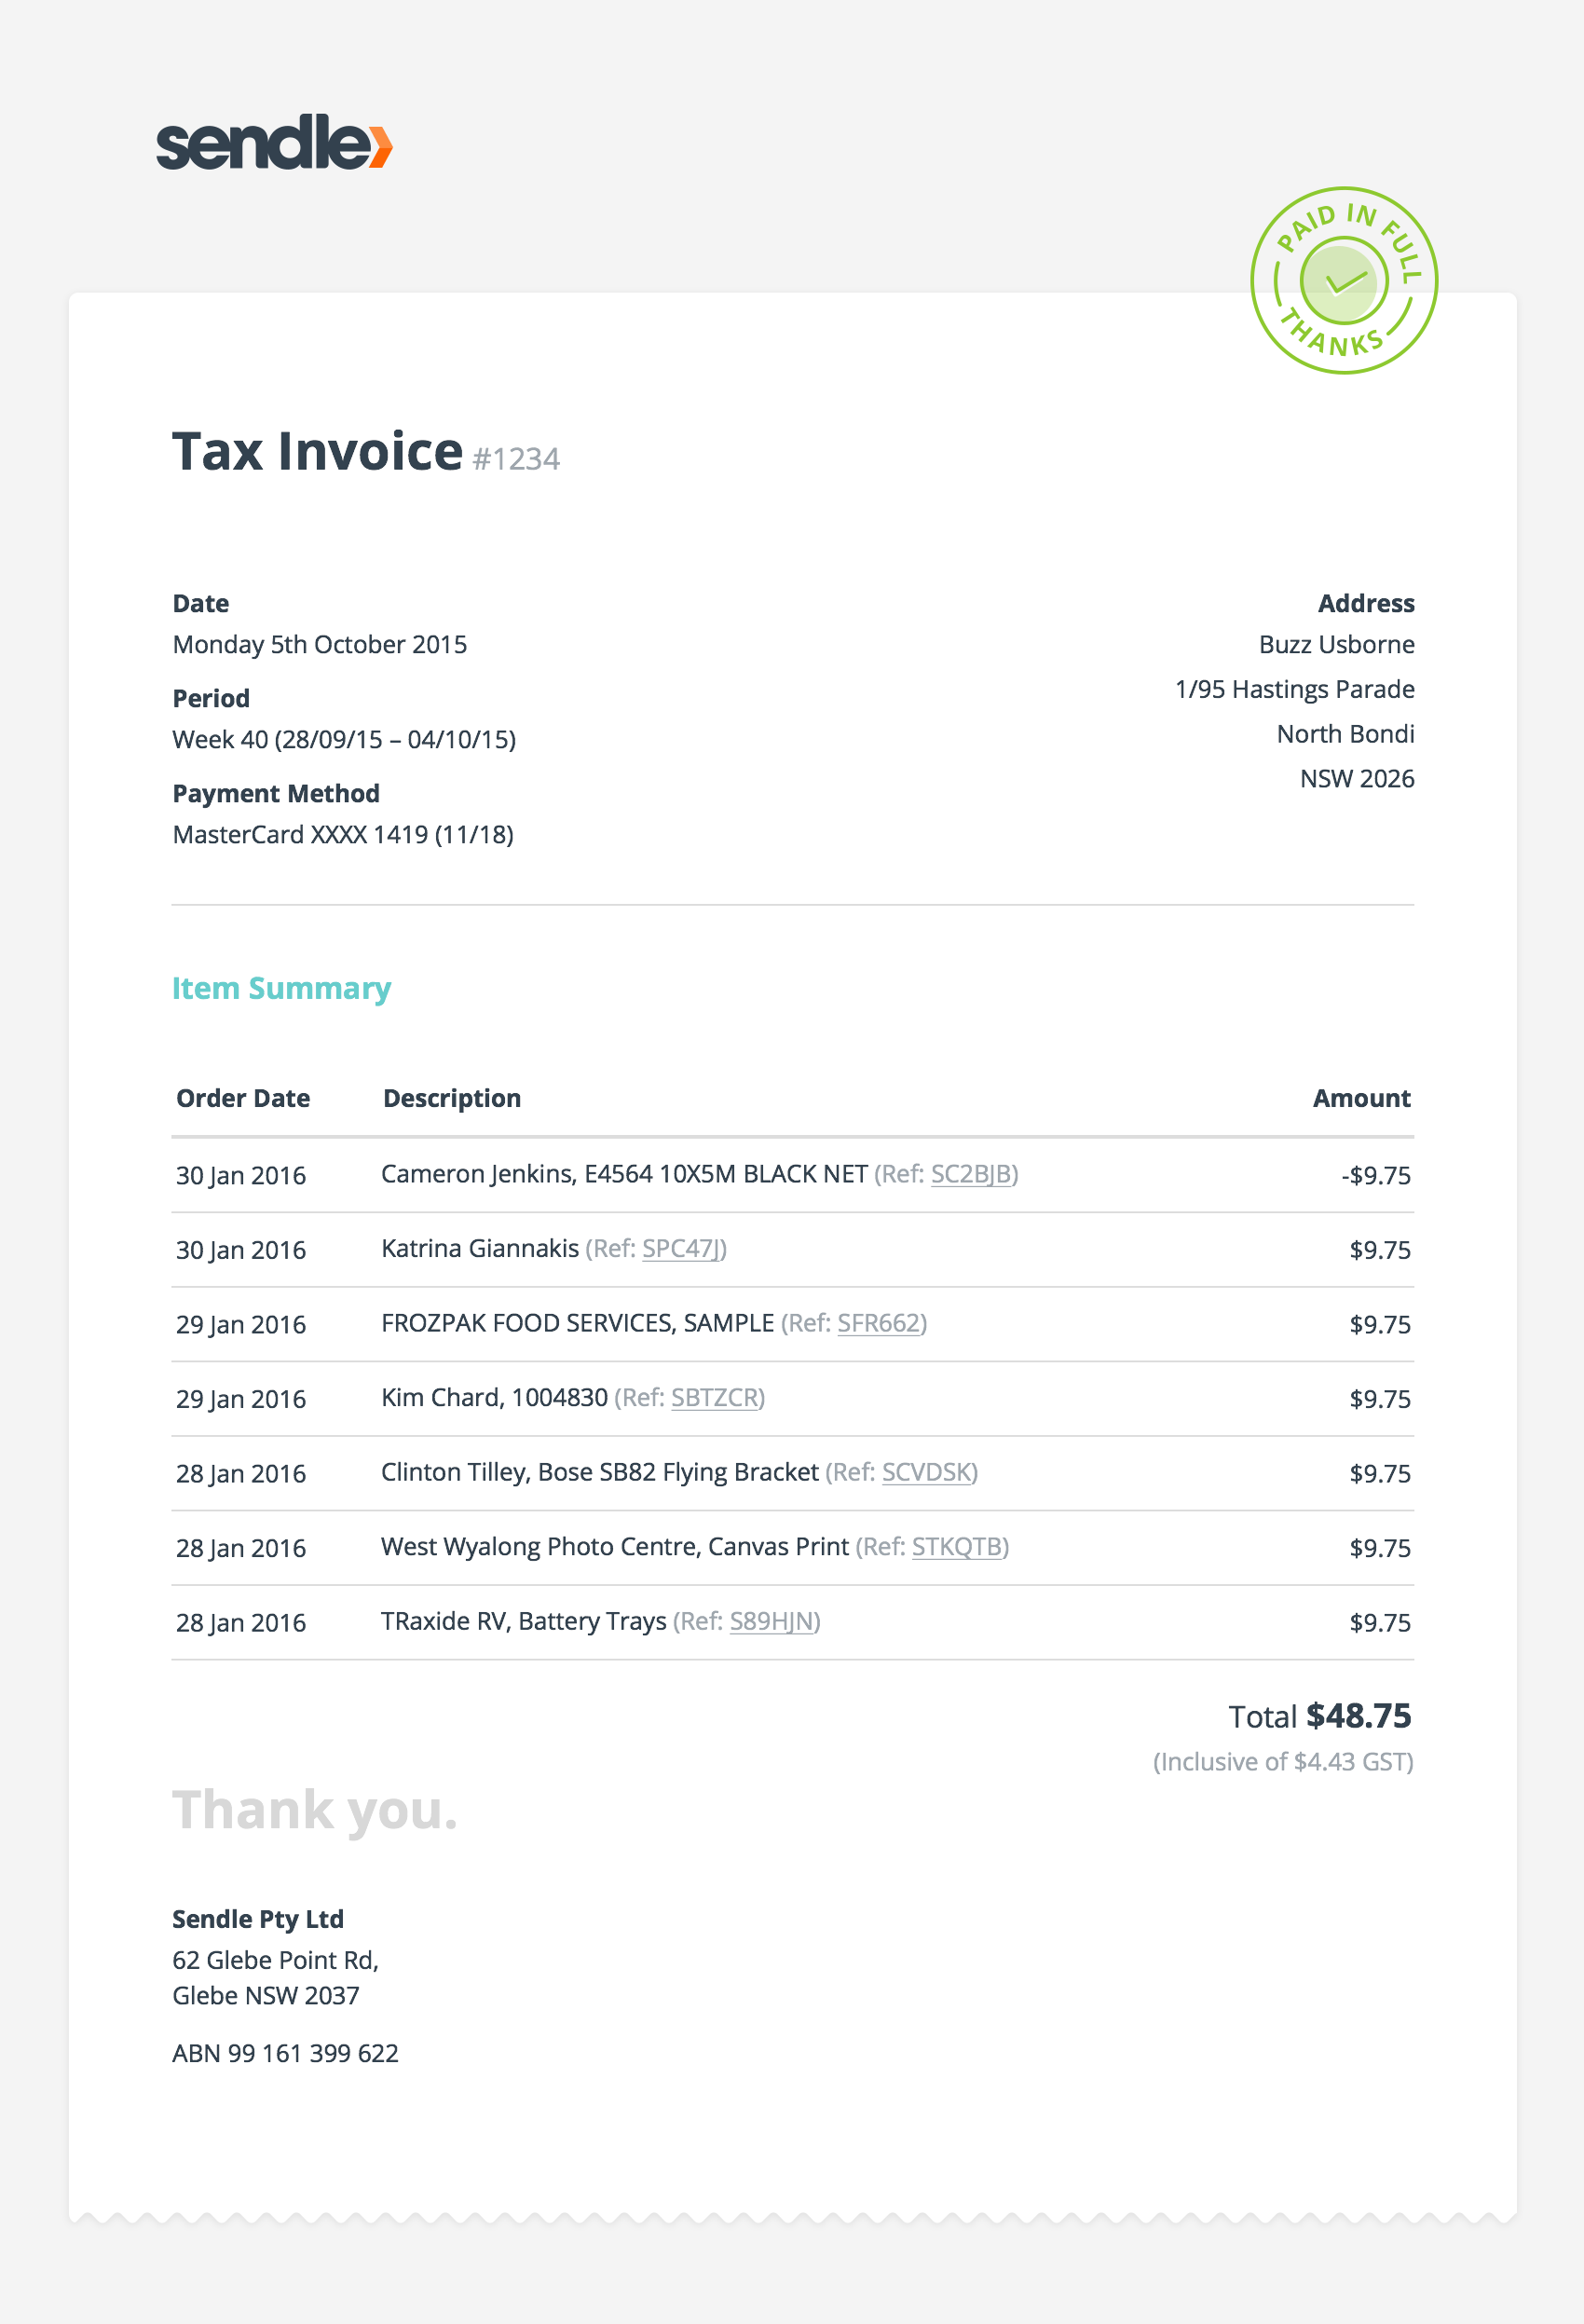 sendle
PAID IN FULL
THANKS
Tax Invoice #1234
Date
Monday 5th October 2015
Period
Week 40 (28/09/15 – 04/10/15)
Payment Method
MasterCard XXXX 1419 (11/18)
Address
Buzz Usborne
1/95 Hastings Parade
North Bondi
NSW 2026
Item Summary
Order Date Description Amount
30 Jan 2016 Cameron Jenkins, E4564 10X5M BLACK NET (Ref: SC2BJB) -$9.75
30 Jan 2016 Katrina Giannakis (Ref: SPC47J) $9.75
29 Jan 2016 FROZPAK FOOD SERVICES, SAMPLE (Ref: SFR662) $9.75
29 Jan 2016 Kim Chard, 1004830 (Ref: SBTZCR) $9.75
28 Jan 2016 Clinton Tilley, Bose SB82 Flying Bracket (Ref: SCVDSK) $9.75
28 Jan 2016 West Wyalong Photo Centre, Canvas Print (Ref: STKQTB) $9.75
28 Jan 2016 TRaxide RV, Battery Trays (Ref: S89HJN) $9.75
Total $48.75
(Inclusive of $4.43 GST)
Thank you.
Sendle Pty Ltd
62 Glebe Point Rd,
Glebe NSW 2037
ABN 99 161 399 622